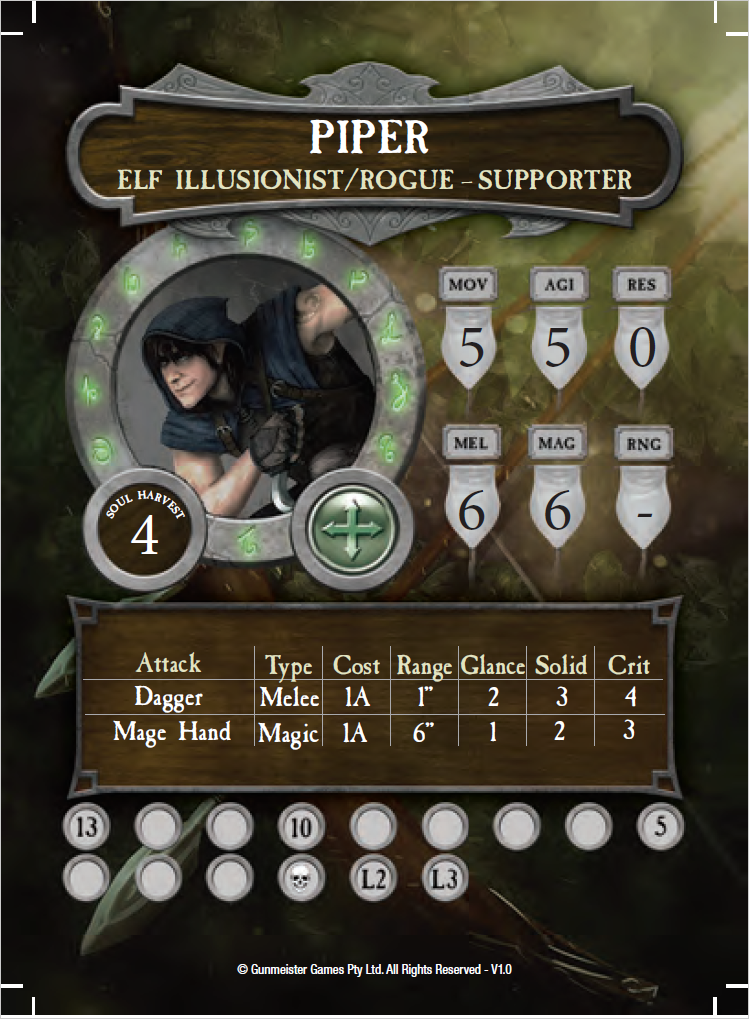 PIPER
ELF ILLUSIONIST/ROGUE – SUPPORTER
MOV AGI RES
5 5 0
MEL MAG RNG
6 6 -
SOUL HARVEST
4
Attack Type Cost Range Glance Solid Crit
Dagger Melee 1A 1” 2 3 4
Mage Hand Magic 1A 6” 1 2 3
13 10 5
L2 L3
© Gunmeister Games Pty Ltd. All Rights Reserved - V1.0